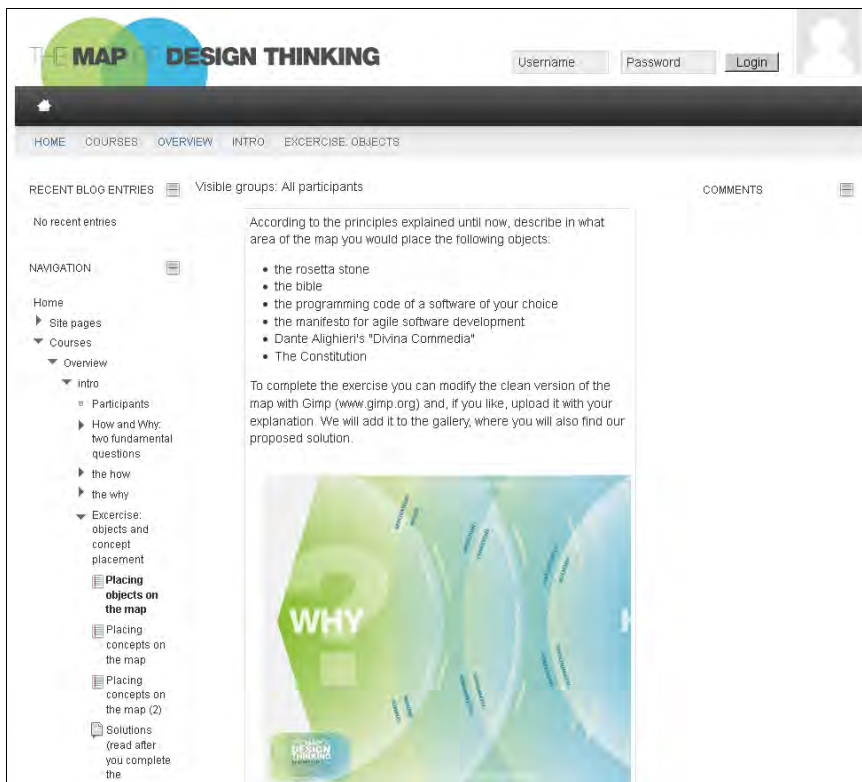 THE MAP OF DESIGN THINKING
Username
Password
Login
HOME COURSES OVERVIEW INTRO EXCERCISE: OBJECTS
RECENT BLOG ENTRIES
No recent entries
NAVIGATION
Home
Site pages
Courses
Overview
intro
Participants
How and Why:
two fundamental
questions
the how
the why
Excercise:
objects and
concept
placement
Placing
objects on
the map
Placing
concepts on
the map
Placing
concepts on
the map (2)
Solutions
(read after
you complete
the
Visible groups: All participants
According to the principles explained until now, describe in what
area of the map you would place the following objects:
• the rosetta stone
• the bible
• the programming code of a software of your choice
• the manifesto for agile software development
• Dante Alighieri's "Divina Commedia"
• The Constitution
To complete the exercise you can modify the clean version of the
map with Gimp (www.gimp.org) and, if you like, upload it with your
explanation. We will add it to the gallery, where you will also find our
proposed solution.
?
WHY
DESIGN
THINKING
COMMENTS